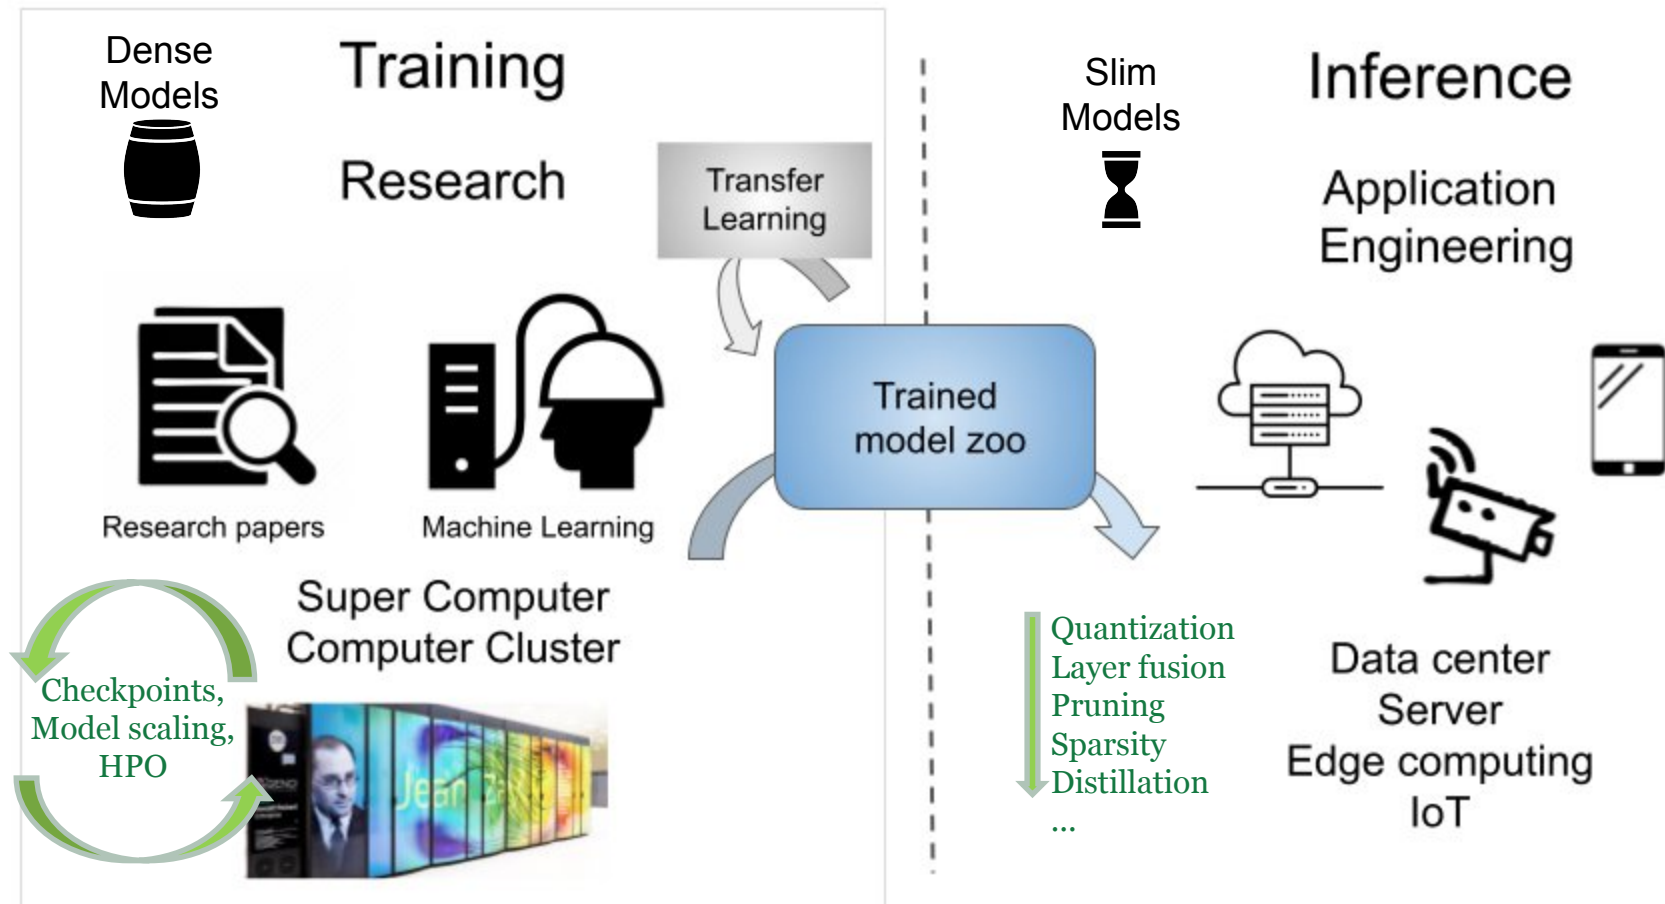 Dense
Models
Training
Research
Transfer
Learning
Research papers
Machine Learning
Super Computer
Computer Cluster
Checkpoints,
Model scaling,
HPO
Jean Z
Trained
model zoo
Slim
Models
Inference
Application
Engineering
Quantization
Layer fusion
Pruning
Sparsity
Distillation
...
Data center
Server
Edge computing
IoT